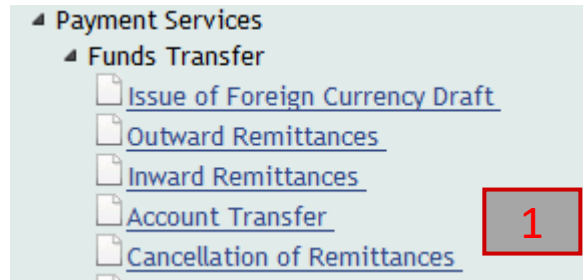 Payment Services
Funds Transfer
Issue of Foreign Currency Draft
Outward Remittances
Inward Remittances
Account Transfer
1
Cancellation of Remittances